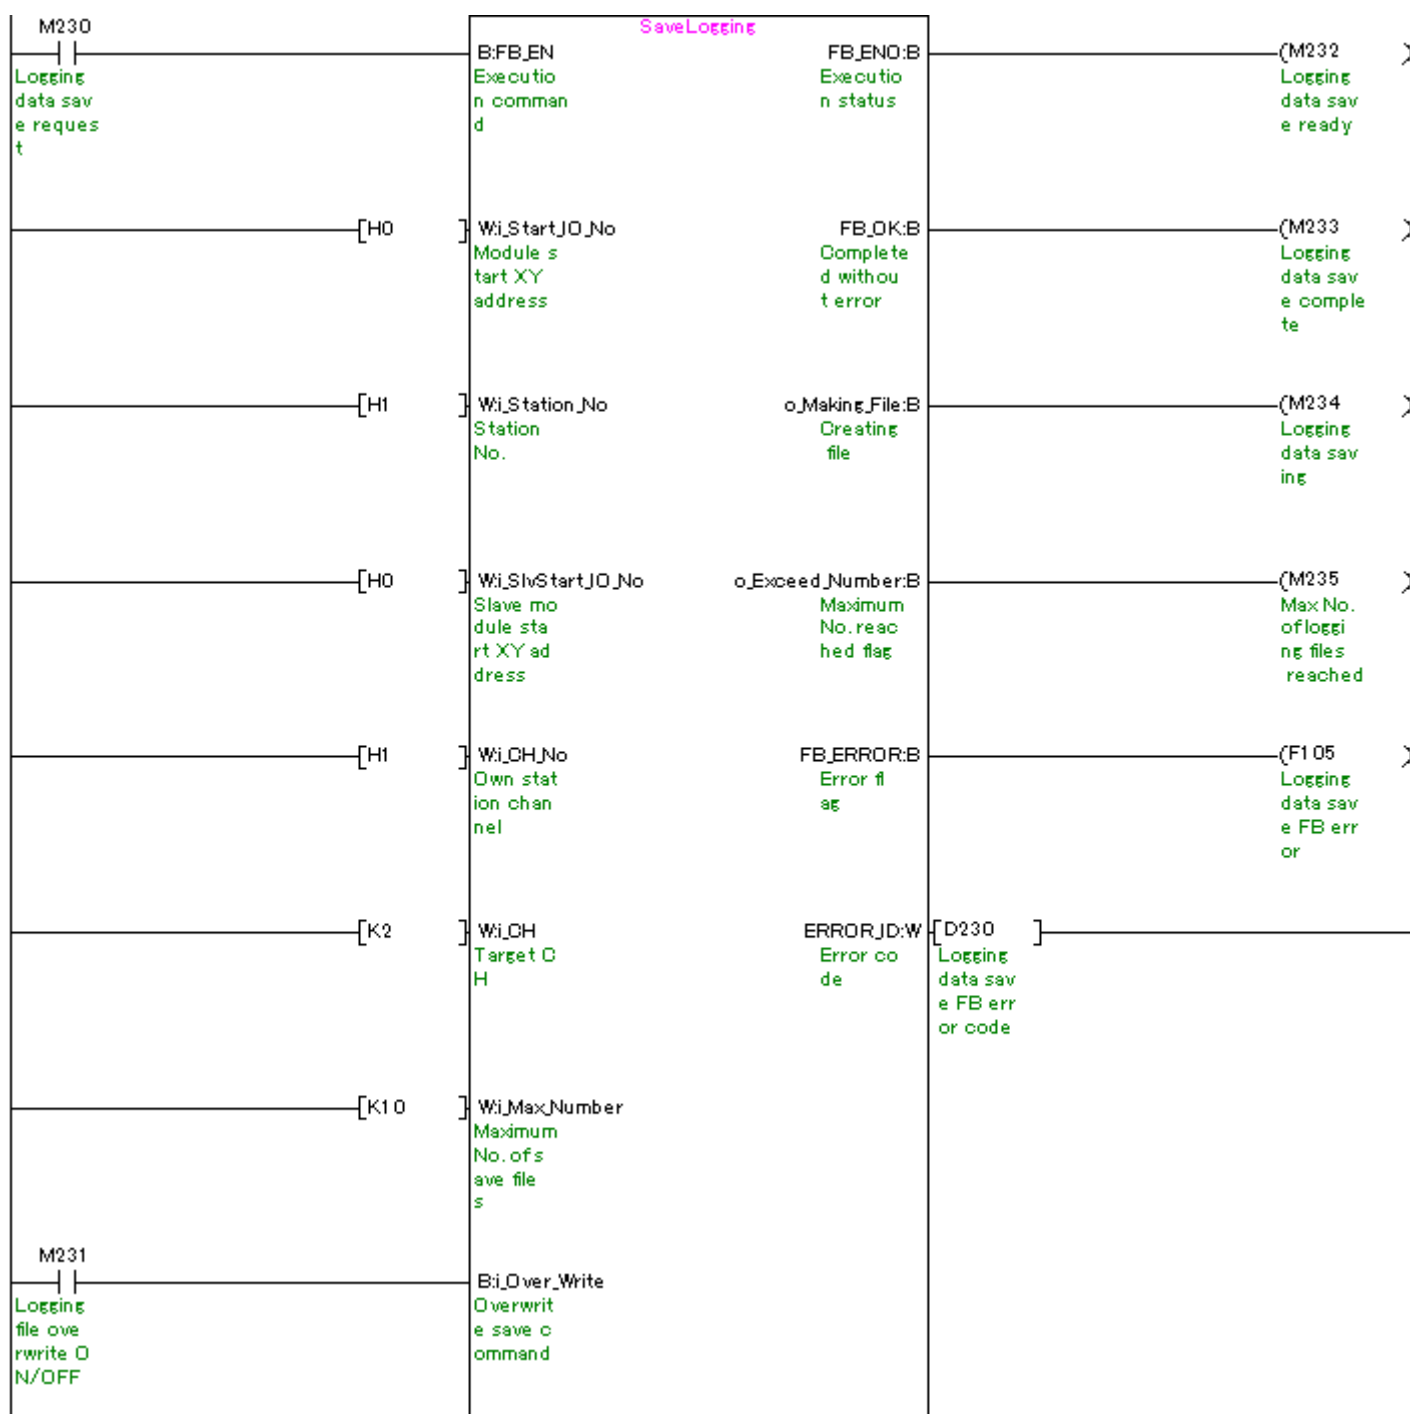 M230
SaveLogging
B:FB_EN
FB_ENO:B
(M232
Logging
data sav
e reques
t
Executio
n comman
d
Executio
n status
Logging
data sav
e ready
[H0 ]
W:i_Start_IO_No
FB_OK:B
(M233
Module s
tart XY
address
Complete
d withou
t error
Logging
data sav
e comple
te
[H1 ]
W:i_Station_No
o_Making_File:B
(M234
Station
No.
Creating
file
Logging
data sav
ing
[H0 ]
W:i_SlvStart_IO_No
o_Exceed_Number:B
(M235
Slave mo
dule sta
rt XY ad
dress
Maximum
No. reac
hed flag
Max No.
of loggi
ng files
reached
[H1 ]
W:i_CH_No
FB_ERROR:B
(F105
Own stat
ion chan
nel
Error fl
ag
Logging
data sav
e FB err
or
[K2 ]
W:i_CH
ERROR_ID:W
[D230 ]
Target C
H
Error co
de
Logging
data sav
e FB err
or code
[K10 ]
W:i_Max_Number
Maximum
No. of s
ave file
s
M231
B:i_Over_Write
Logging
file ove
rwrite O
N/OFF
Overwrit
e save c
ommand